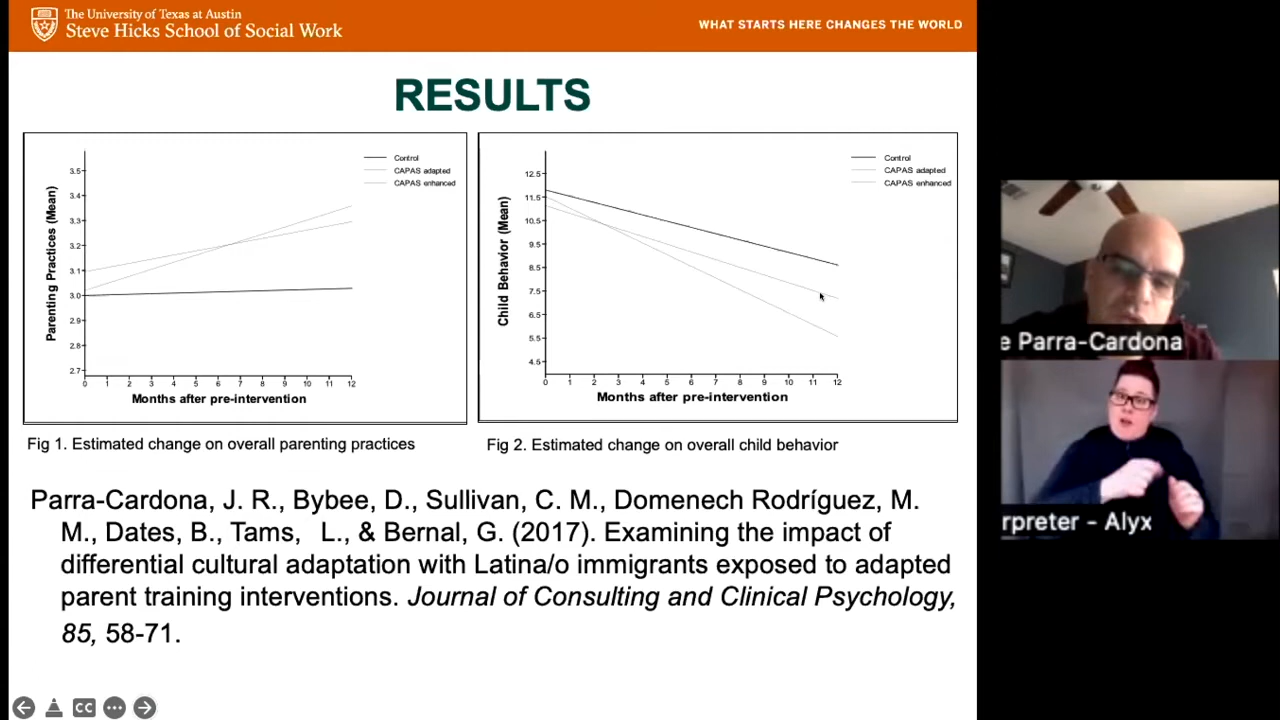 The University of Texas at Austin
Steve Hicks School of Social Work
WHAT STARTS HERE CHANGES THE WORLD
RESULTS
Parenting Practices (Mean)
3.5
3.4
3.3
3.2
3.1
3.0
2.9
2.8
2.7
0 1 2 3 4 5 6 7 8 9 10 11 12
Months after pre-intervention
Control
CAPAS adapted
CAPAS enhanced
Fig 1. Estimated change on overall parenting practices
Child Behavior (Mean)
12.5
11.5
10.5
9.5
8.5
7.5
6.5
5.5
4.5
0 1 2 3 4 5 6 7 8 9 10 11 12
Months after pre-intervention
Control
CAPAS adapted
CAPAS enhanced
Fig 2. Estimated change on overall child behavior
Parra-Cardona, J. R., Bybee, D., Sullivan, C. M., Domenech Rodríguez, M.
M., Dates, B., Tams, L., & Bernal, G. (2017). Examining the impact of
differential cultural adaptation with Latina/o immigrants exposed to adapted
parent training interventions. Journal of Consulting and Clinical Psychology,
85, 58-71.
CC
e Parra-Cardona
rpreter - Alyx